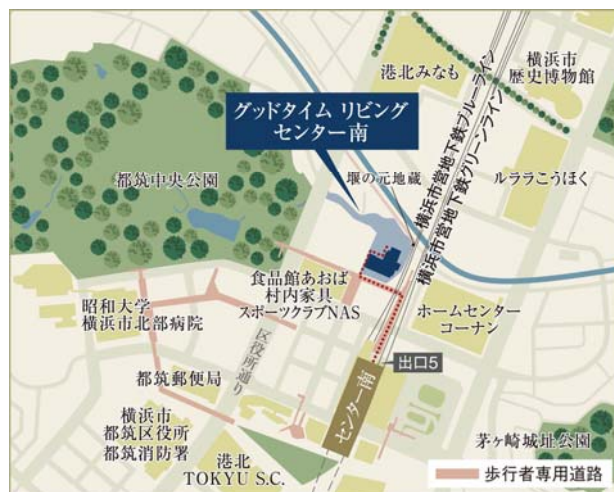 港北みなも
横浜市
歴史博物館
グッドタイム リビング
センター南
横浜市営地下鉄ブルーライン
横浜市営地下鉄グリーンライン
堰の元地蔵
ルララこうほく
都筑中央公園
食品館あおば
村内家具
スポーツクラブNAS
昭和大学
横浜市北部病院
ホームセンター
コーナン
区役所通り
出口5
都筑郵便局
センター南
横浜市
都筑区役所
都筑消防署
港北
TOKYU S.C.
茅ヶ崎城址公園
歩行者専用道路